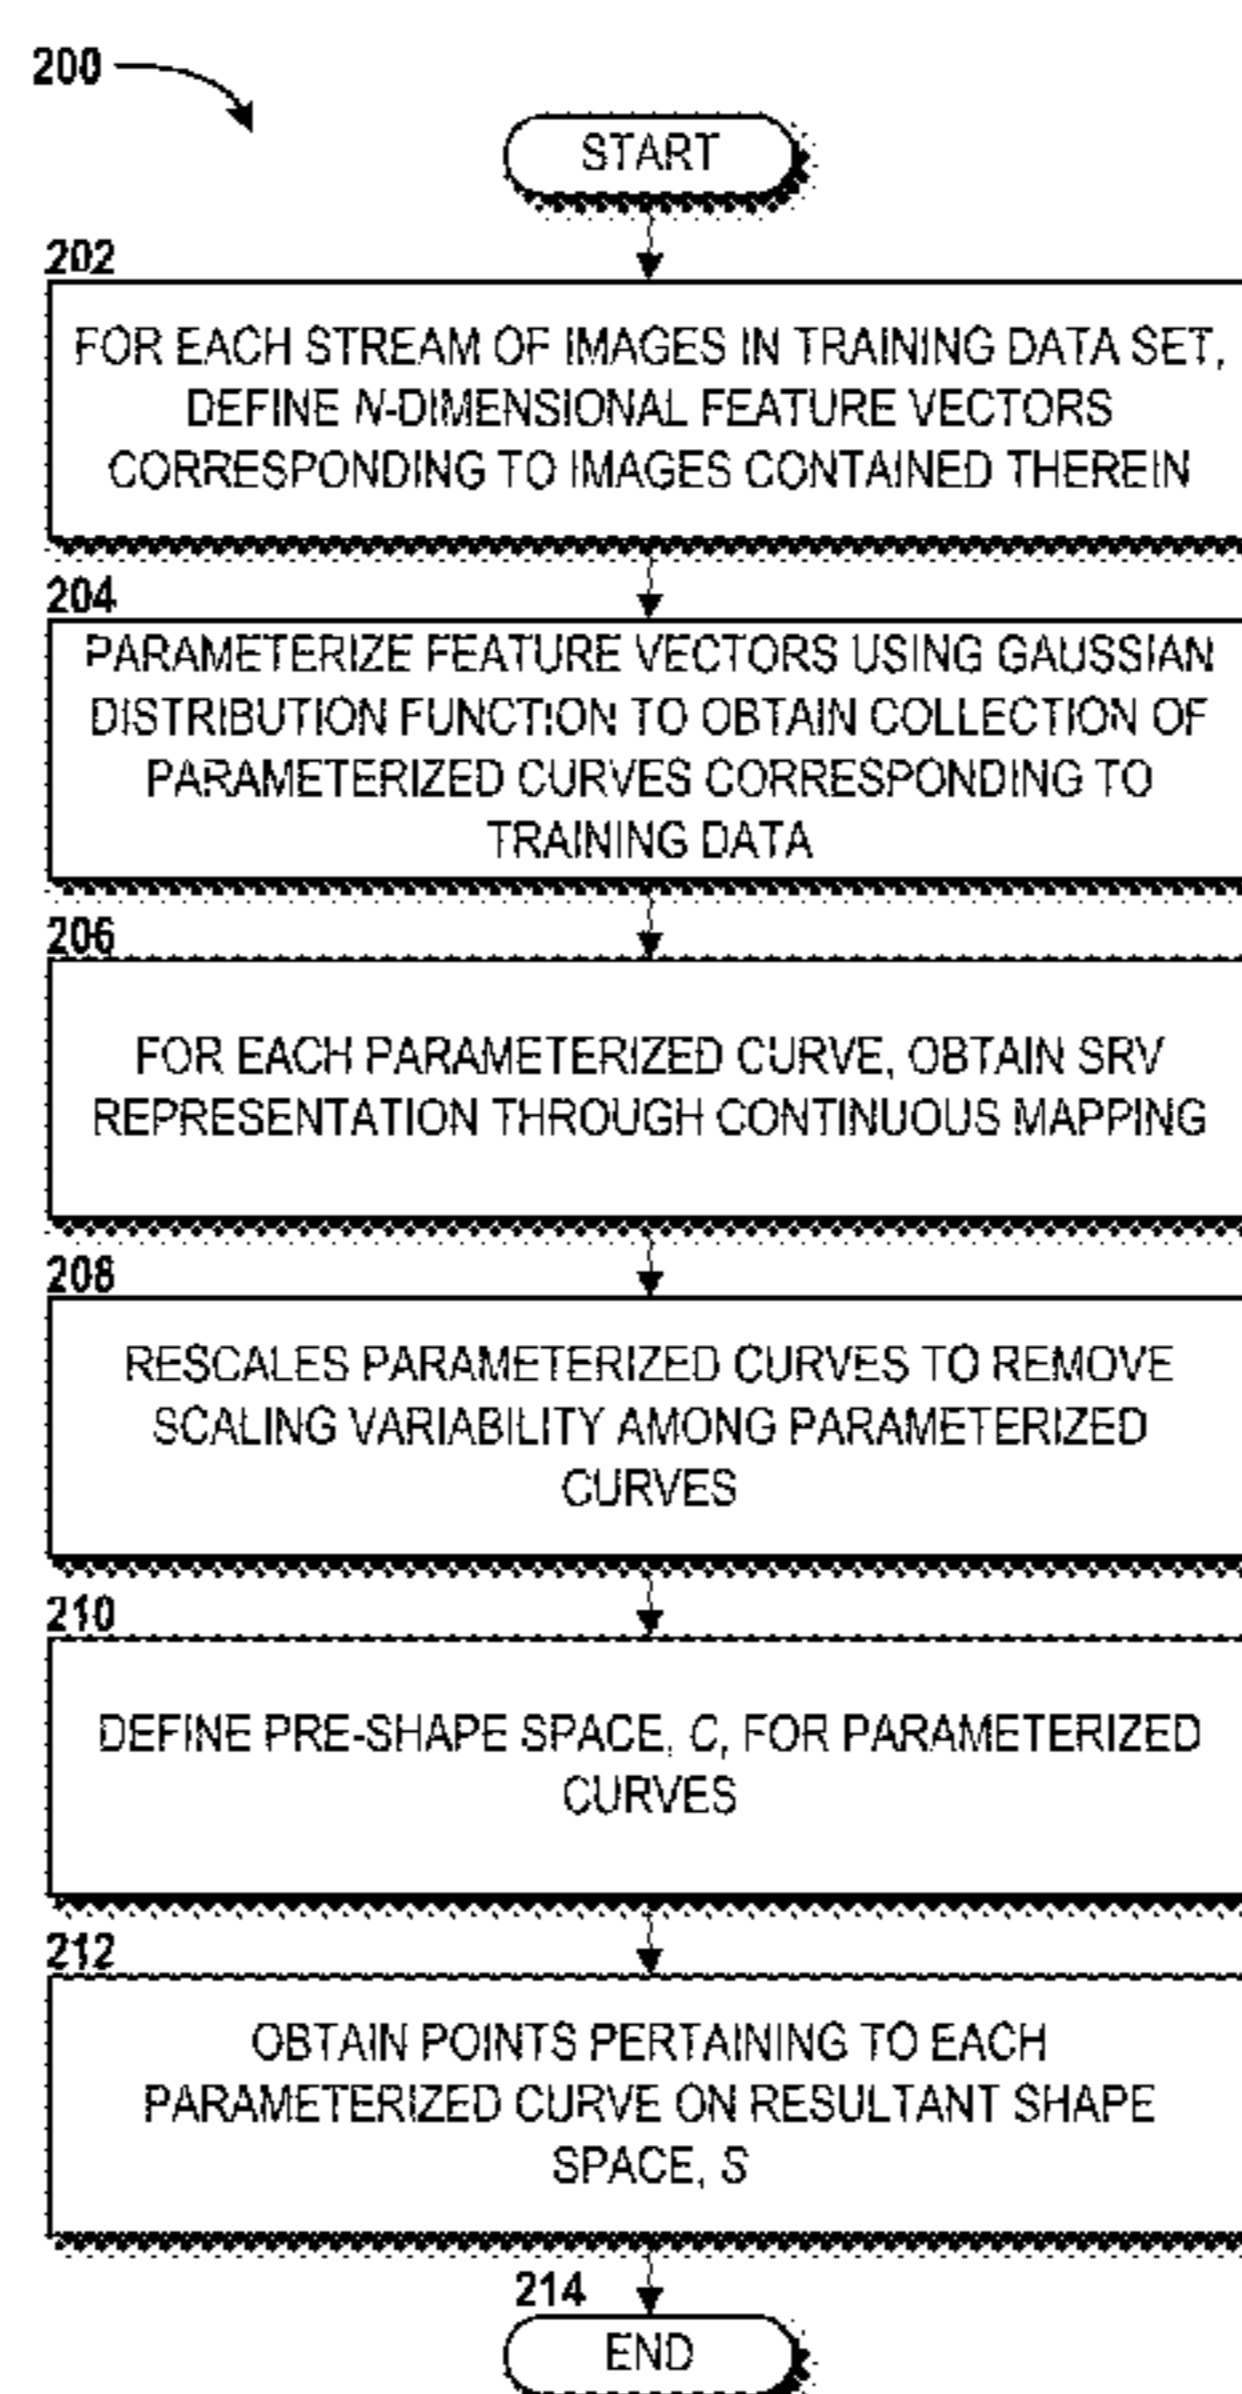 200
START
202
FOR EACH STREAM OF IMAGES IN TRAINING DATA SET,
DEFINE N-DIMENSIONAL FEATURE VECTORS
CORRESPONDING TO IMAGES CONTAINED THEREIN
204
PARAMETERIZE FEATURE VECTORS USING GAUSSIAN
DISTRIBUTION FUNCTION TO OBTAIN COLLECTION OF
PARAMETERIZED CURVES CORRESPONDING TO
TRAINING DATA
206
FOR EACH PARAMETERIZED CURVE, OBTAIN SRV
REPRESENTATION THROUGH CONTINUOUS MAPPING
208
RESCALES PARAMETERIZED CURVES TO REMOVE
SCALING VARIABILITY AMONG PARAMETERIZED
CURVES
210
DEFINE PRE-SHAPE SPACE, C, FOR PARAMETERIZED
CURVES
212
OBTAIN POINTS PERTAINING TO EACH
PARAMETERIZED CURVE ON RESULTANT SHAPE
SPACE, S
214
END